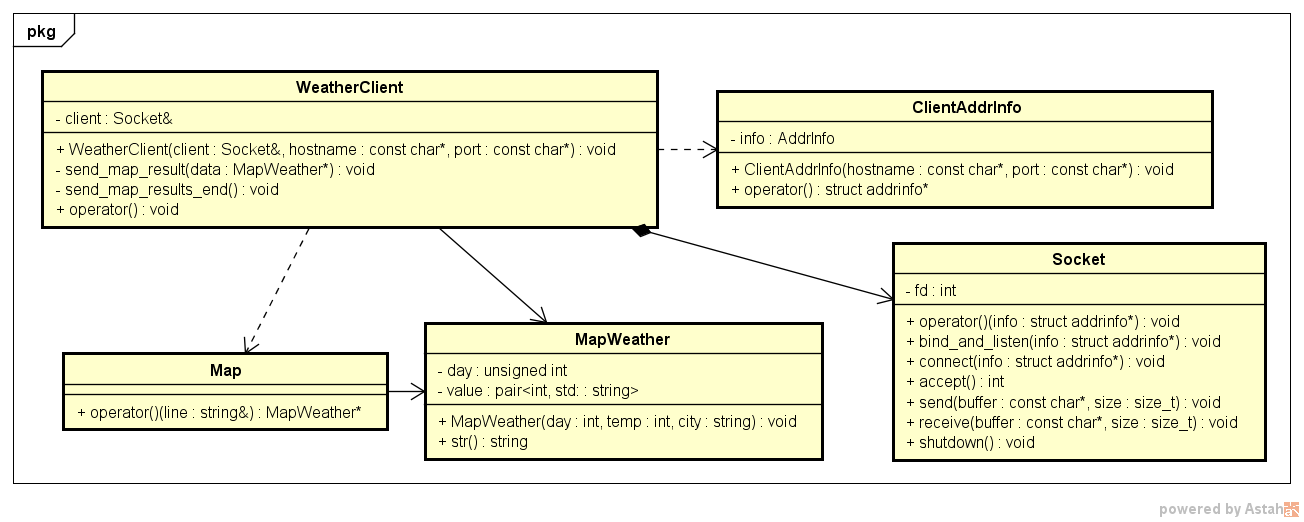 pkg
WeatherClient
- client : Socket&
+ WeatherClient(client : Socket&, hostname : const char*, port : const char*) : void
- send_map_result(data : MapWeather*) : void
- send_map_results_end() : void
+ operator() : void
ClientAddrInfo
- info : AddrInfo
+ ClientAddrInfo(hostname : const char*, port : const char*) : void
+ operator() : struct addrinfo*
Socket
- fd : int
+ operator()(info : struct addrinfo*) : void
+ bind_and_listen(info : struct addrinfo*) : void
+ connect(info : struct addrinfo*) : void
+ accept() : int
+ send(buffer : const char*, size : size_t) : void
+ receive(buffer : const char*, size : size_t) : void
+ shutdown() : void
MapWeather
- day : unsigned int
- value : pair<int, std: : string>
+ MapWeather(day : int, temp : int, city : string) : void
+ str() : string
Map
+ operator()(line : string&) : MapWeather*
powered by Astah